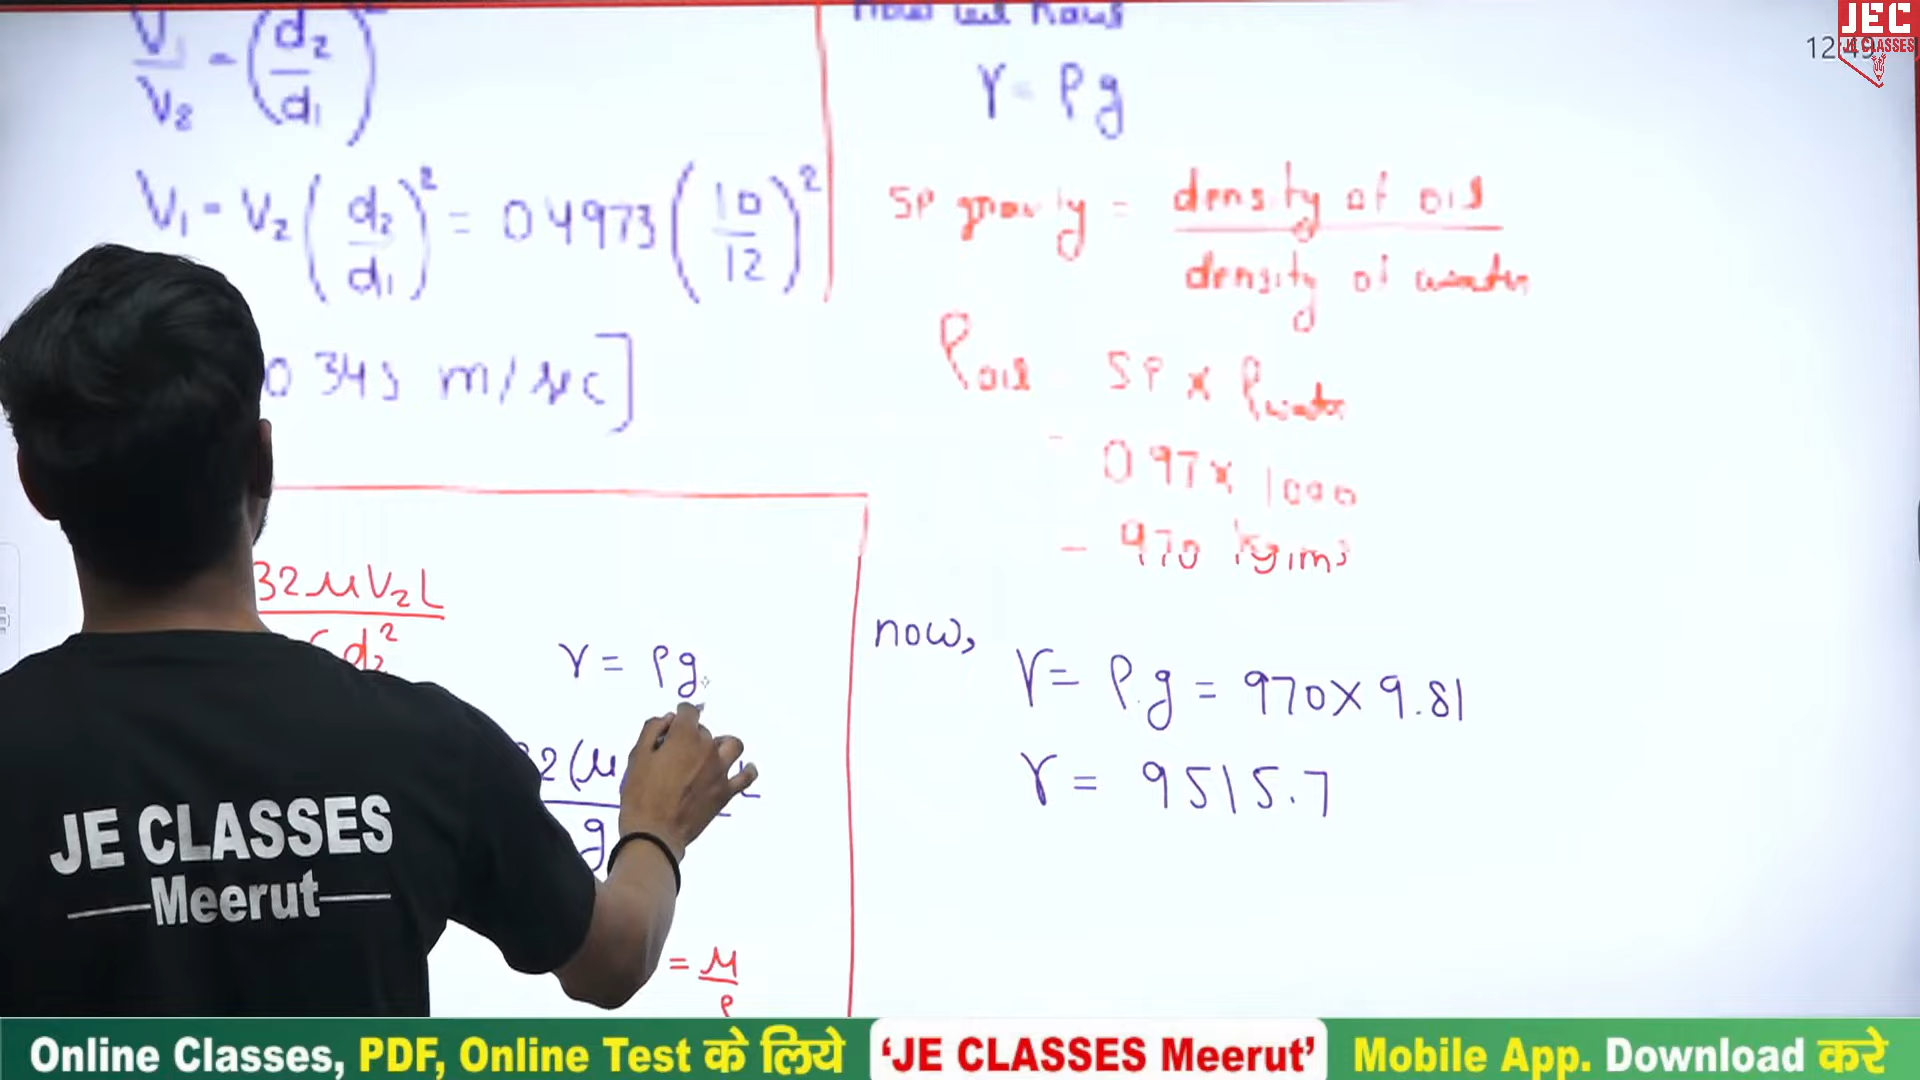 V₁/V₂ = (d₂/d₁)²
V₁ = V₂ (d₂/d₁)² = 0.4973 (10/12)²
m/sec]
32μV₂L
d₂²
γ = ρg
g
= μ/ρ
γ = ρg
SP gravity = density of oil / density of water
ρoil = SP × ρwater
= 0.97 × 1000
= 970 kg/m³
now,
γ = ρ.g = 970 × 9.81
γ = 9515.7
JEC
JE CLASSES
JE CLASSES
Meerut
Online Classes, PDF, Online Test के लिये 'JE CLASSES Meerut' Mobile App. Download करे